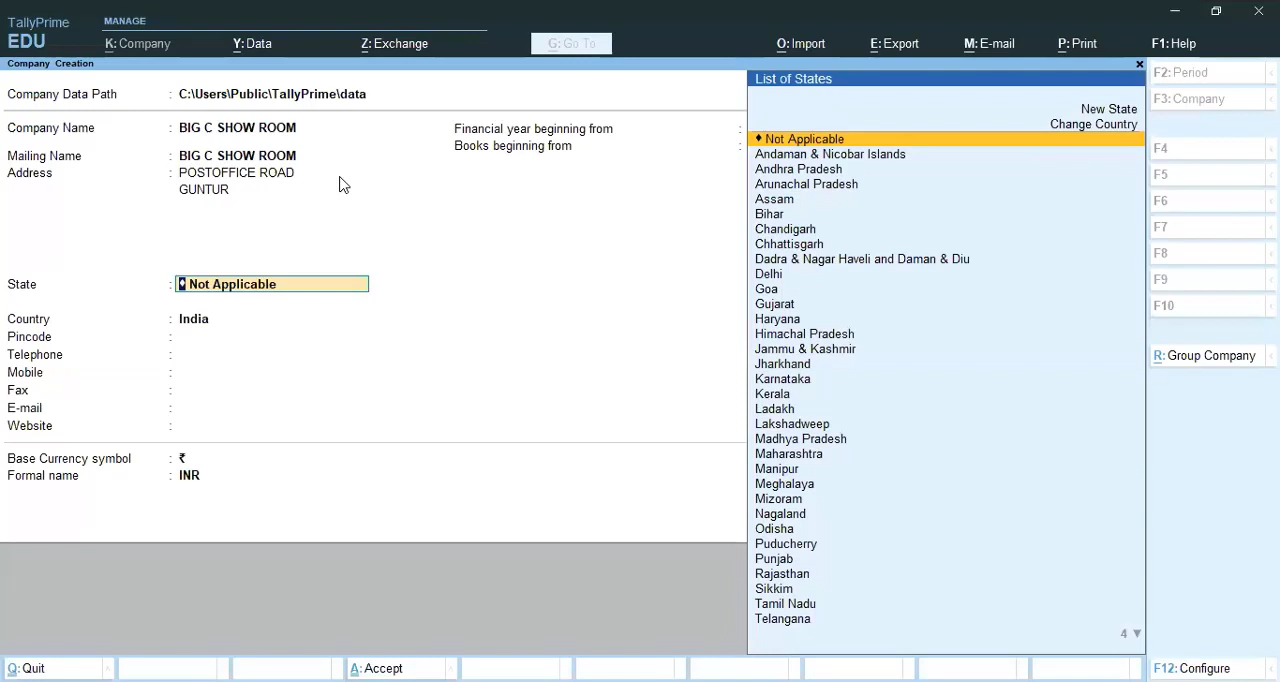 TallyPrime
EDU
MANAGE
K: Company
Y: Data
Z: Exchange
G: Go To
O: Import
E: Export
M: E-mail
P: Print
F1: Help
Company Creation
Company Data Path : C:\Users\Public\TallyPrime\data
Company Name : BIG C SHOW ROOM
Mailing Name : BIG C SHOW ROOM
Address : POSTOFFICE ROAD
GUNTUR
State : ♦ Not Applicable
Country : India
Pincode :
Telephone :
Mobile :
Fax :
E-mail :
Website :
Base Currency symbol : ₹
Formal name : INR
Financial year beginning from :
Books beginning from :
List of States
New State
Change Country
♦ Not Applicable
Andaman & Nicobar Islands
Andhra Pradesh
Arunachal Pradesh
Assam
Bihar
Chandigarh
Chhattisgarh
Dadra & Nagar Haveli and Daman & Diu
Delhi
Goa
Gujarat
Haryana
Himachal Pradesh
Jammu & Kashmir
Jharkhand
Karnataka
Kerala
Ladakh
Lakshadweep
Madhya Pradesh
Maharashtra
Manipur
Meghalaya
Mizoram
Nagaland
Odisha
Puducherry
Punjab
Rajasthan
Sikkim
Tamil Nadu
Telangana
4 ▼
F2: Period
F3: Company
F4
F5
F6
F7
F8
F9
F10
R: Group Company
Q: Quit
A: Accept
F12: Configure